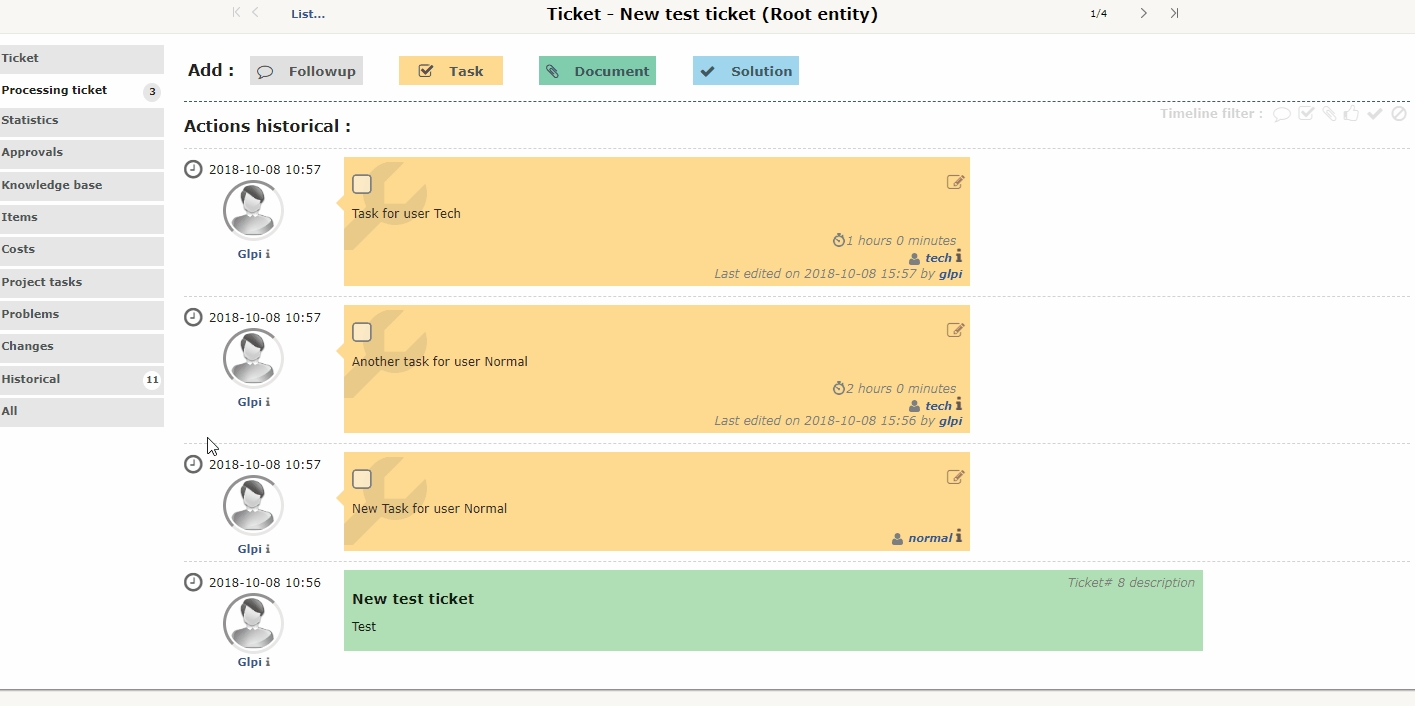 List...
Ticket - New test ticket (Root entity)
1/4
Ticket
Processing ticket 3
Statistics
Approvals
Knowledge base
Items
Costs
Project tasks
Problems
Changes
Historical 11
All
Add :
Followup
Task
Document
Solution
Timeline filter :
Actions historical :
2018-10-08 10:57
Glpi i
Task for user Tech
1 hours 0 minutes
tech i
Last edited on 2018-10-08 15:57 by glpi
2018-10-08 10:57
Glpi i
Another task for user Normal
2 hours 0 minutes
tech i
Last edited on 2018-10-08 15:56 by glpi
2018-10-08 10:57
Glpi i
New Task for user Normal
normal i
2018-10-08 10:56
Glpi i
Ticket# 8 description
New test ticket
Test